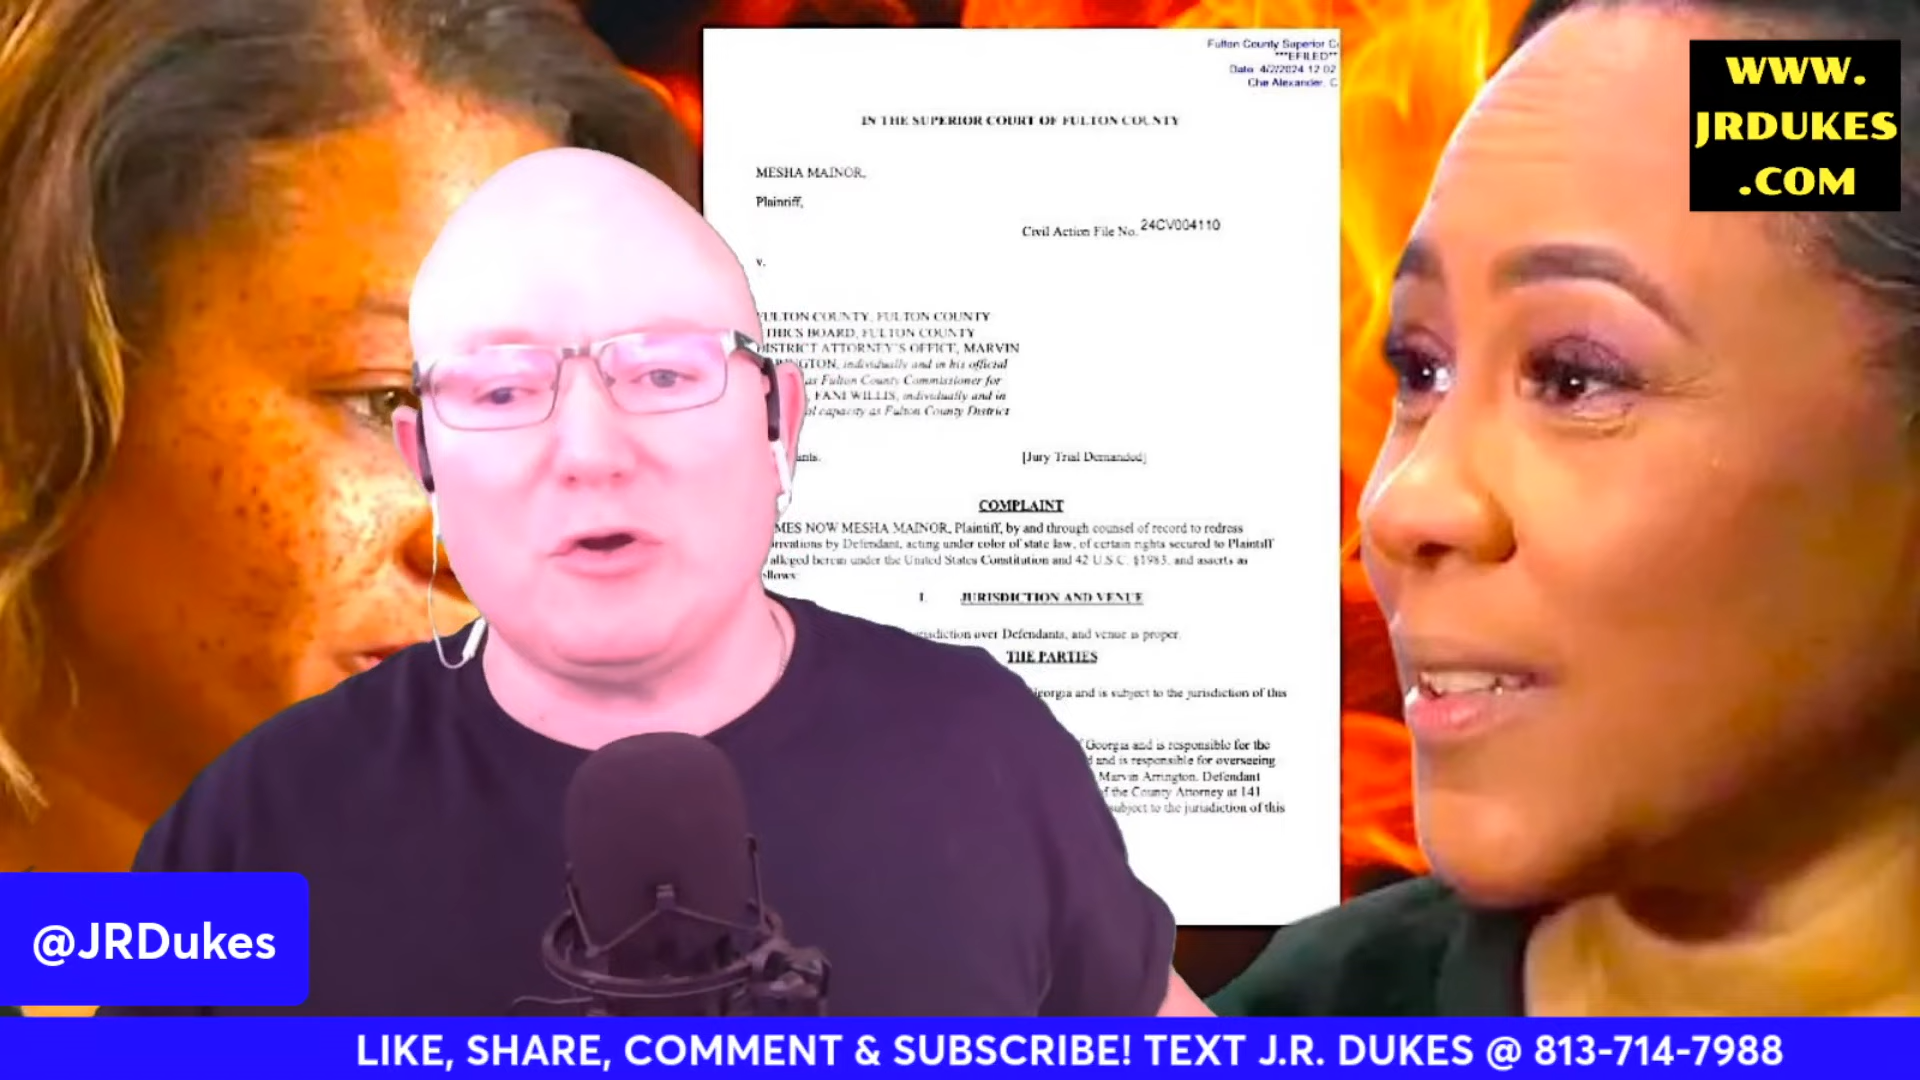 WWW.
JRDUKES
.COM
Fulton County Superior C
***EFILED**
Date: 4/2/2024 12:02
Che Alexander, C
IN THE SUPERIOR COURT OF FULTON COUNTY
MESHA MAINOR,
Plaintiff,
Civil Action File No. 24CV004110
v.
FULTON COUNTY, FULTON COUNTY
ETHICS BOARD, FULTON COUNTY
DISTRICT ATTORNEY'S OFFICE, MARVIN
individually and in his official
as Fulton County Commissioner for
FANI WILLIS, individually and in
capacity as Fulton County District
[Jury Trial Demanded]
COMPLAINT
NOW MESHA MAINOR, Plaintiff, by and through counsel of record to redress
by Defendant, acting under color of state law, of certain rights secured to Plaintiff
alleged herein under the United States Constitution and 42 U.S.C. §1983, and asserts as
I. JURISDICTION AND VENUE
over Defendants, and venue is proper.
THE PARTIES
Georgia and is subject to the jurisdiction of this
of Georgia and is responsible for the
and is responsible for overseeing
Marvin Arrington. Defendant
of the County Attorney at 141
subject to the jurisdiction of this
@JRDukes
LIKE, SHARE, COMMENT & SUBSCRIBE! TEXT J.R. DUKES @ 813-714-7988